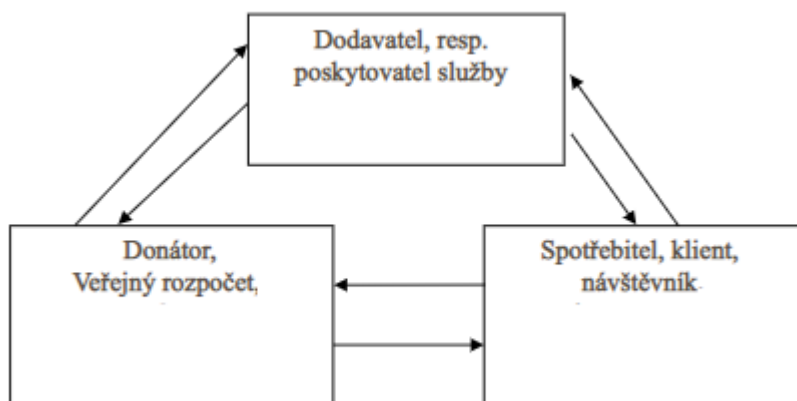 Dodavatel, resp.
poskytovatel služby
Donátor,
Veřejný rozpočet,
Spotřebitel, klient,
návštěvník